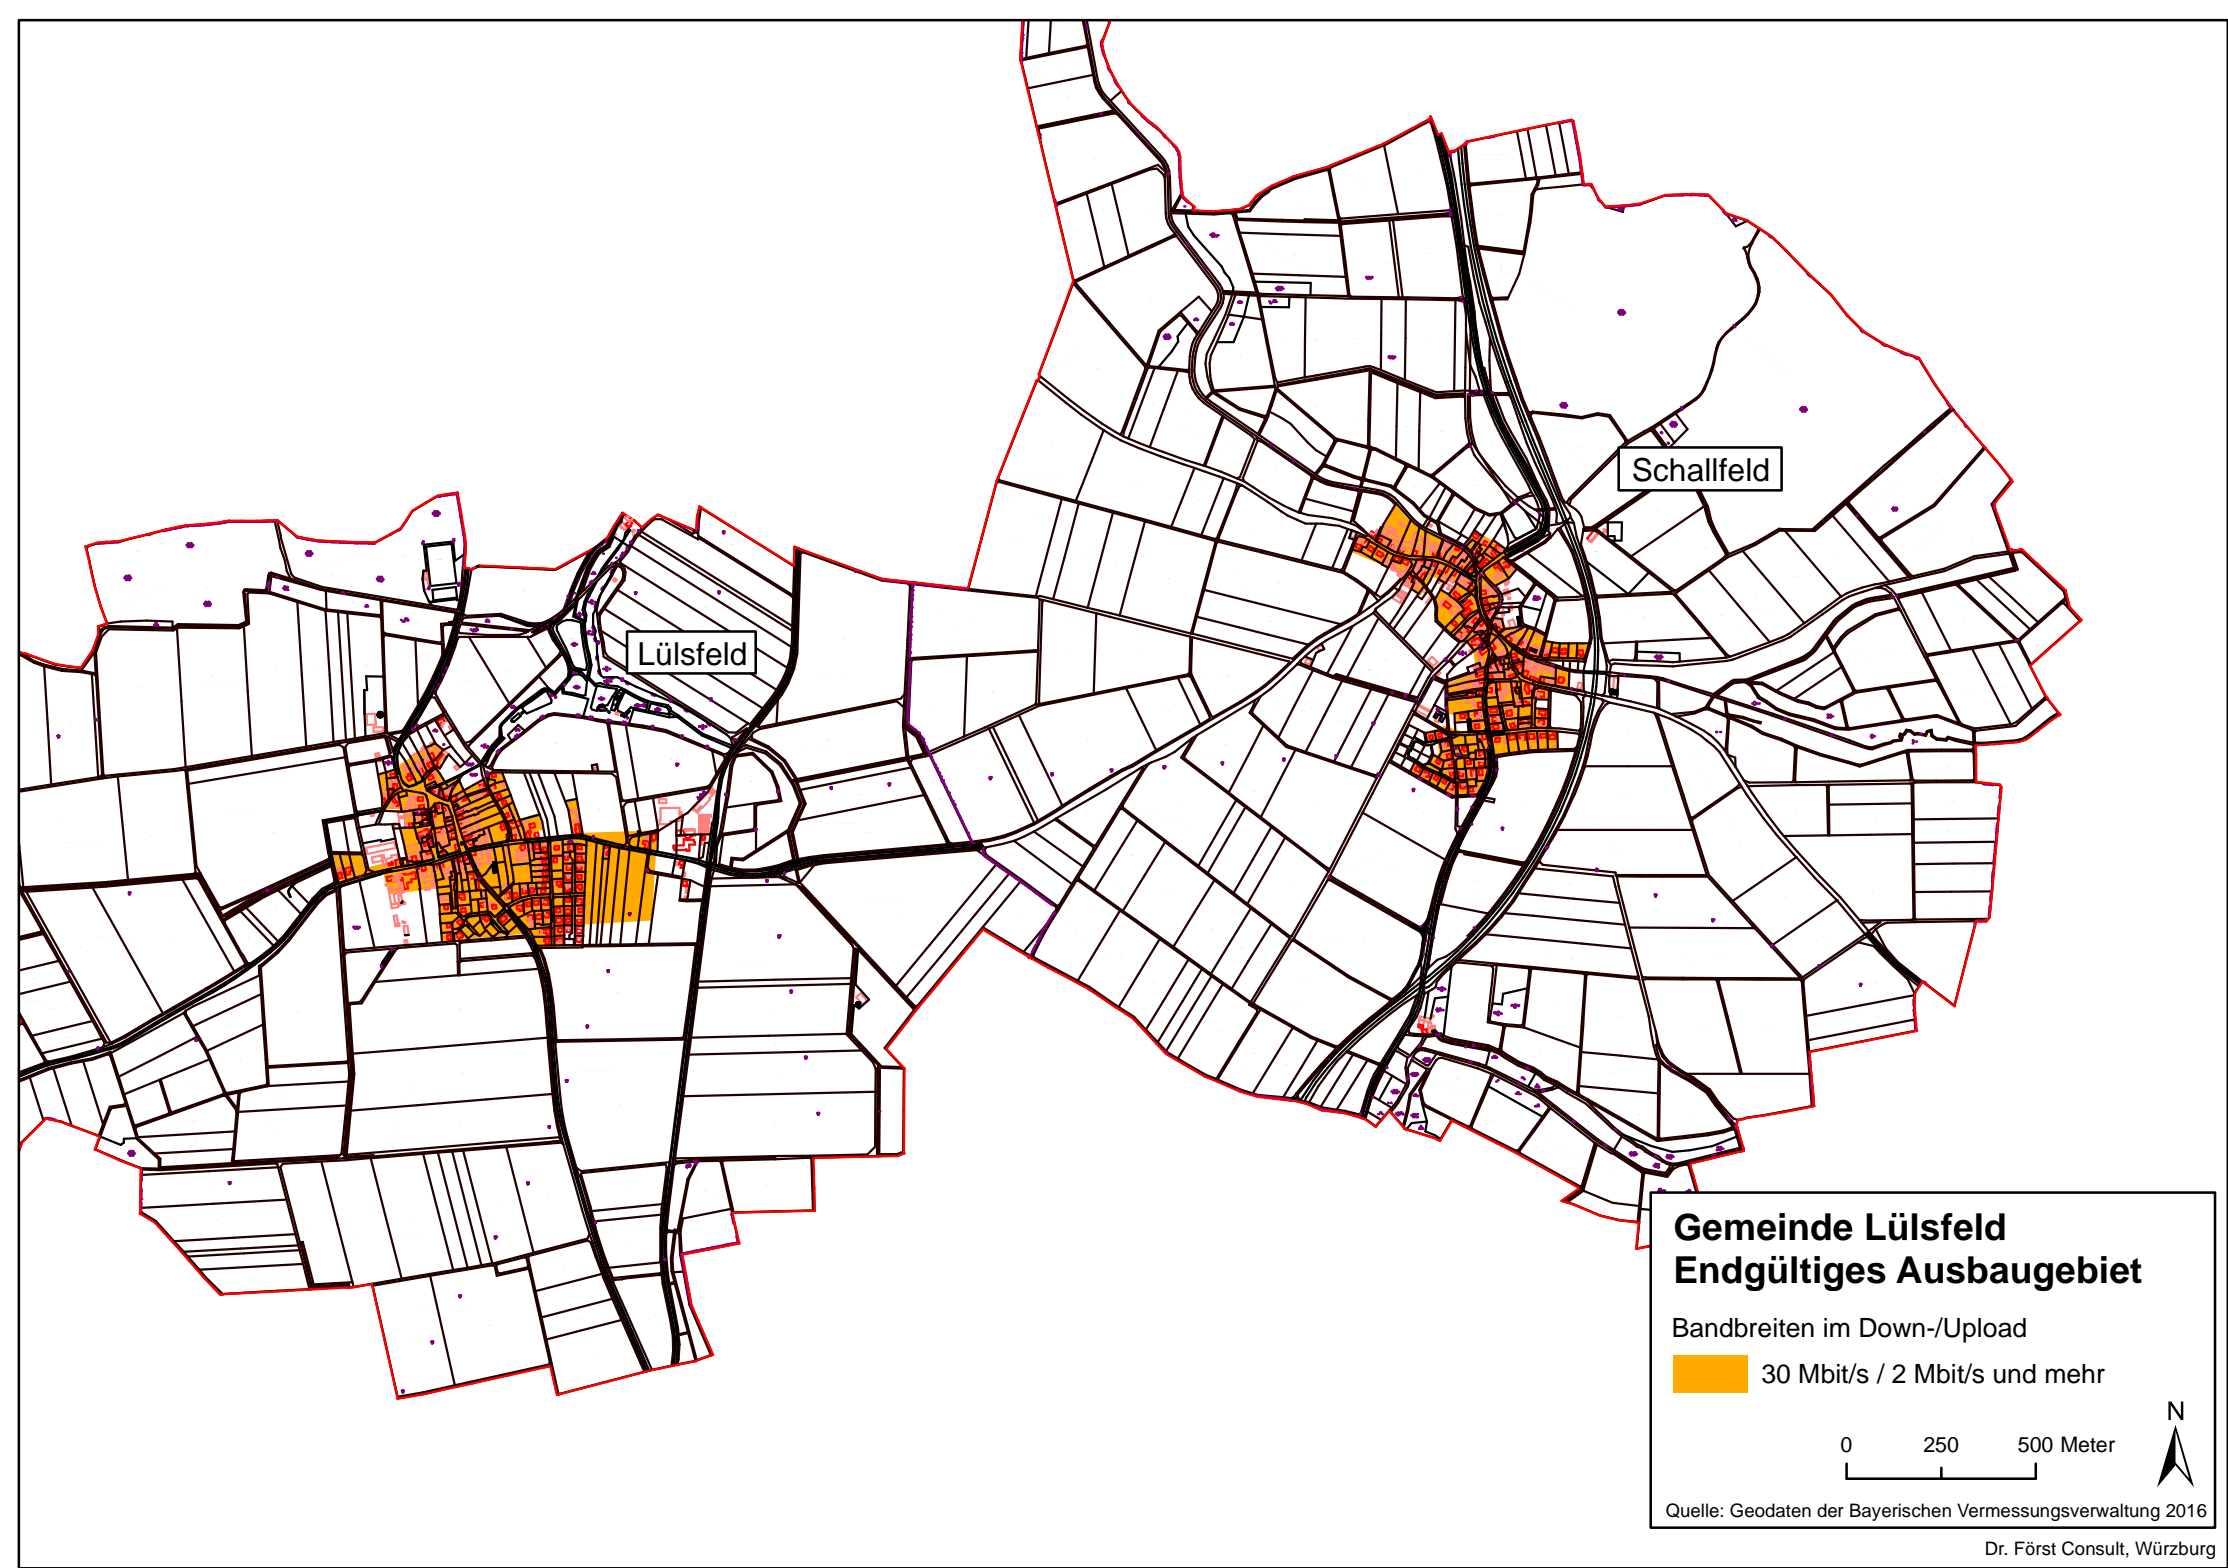 Schallfeld
Lülsfeld
Gemeinde Lülsfeld
Endgültiges Ausbaugebiet
Bandbreiten im Down-/Upload
30 Mbit/s / 2 Mbit/s und mehr
N
0 250 500 Meter
Quelle: Geodaten der Bayerischen Vermessungsverwaltung 2016
Dr. Först Consult, Würzburg